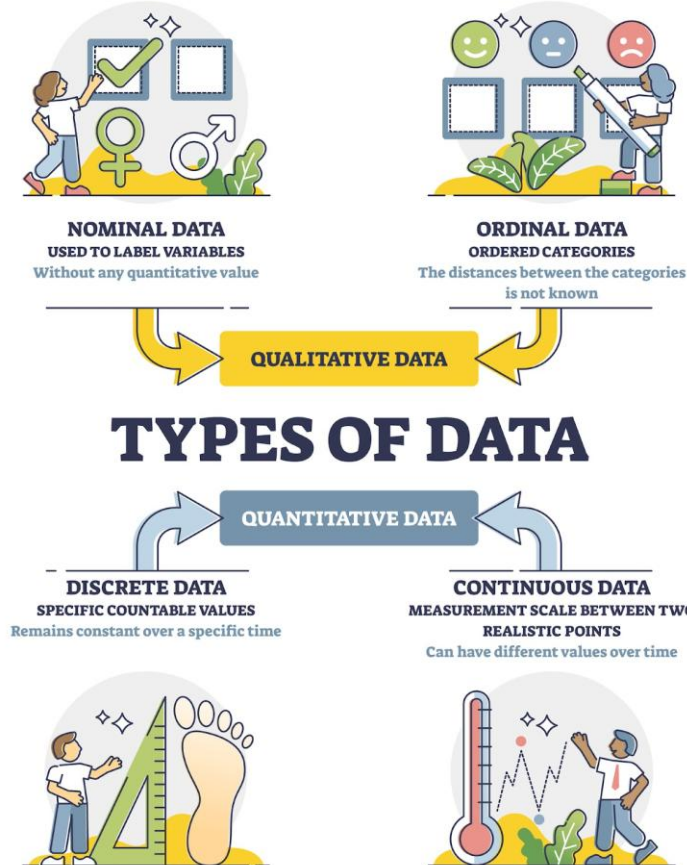 NOMINAL DATA
USED TO LABEL VARIABLES
Without any quantitative value
ORDINAL DATA
ORDERED CATEGORIES
The distances between the categories
is not known
QUALITATIVE DATA
TYPES OF DATA
QUANTITATIVE DATA
DISCRETE DATA
SPECIFIC COUNTABLE VALUES
Remains constant over a specific time
CONTINUOUS DATA
MEASUREMENT SCALE BETWEEN TWO
REALISTIC POINTS
Can have different values over time